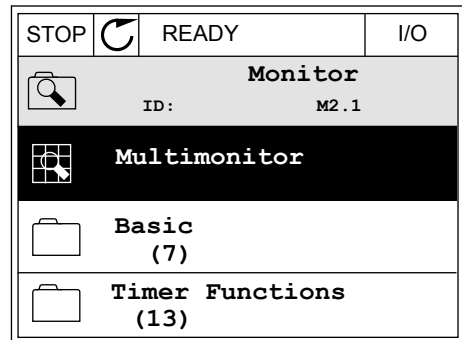 STOP READY I/O
Monitor
ID: M2.1
Multimonitor
Basic
(7)
Timer Functions
(13)